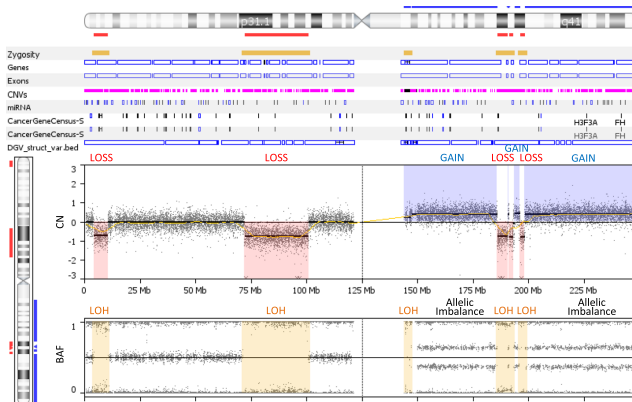 p31.1 q41
Zygosity
Genes
Exons
CNVs
miRNA
CancerGeneCensus-S H3F3A FH
CancerGeneCensus-S H3F3A FH
DGV_struct_var.bed GAIN
LOSS LOSS GAIN LOSS LOSS GAIN
3
2
1
0
-1
-2
-3
CN
0 Mb 25 Mb 50 Mb 75 Mb 100 Mb 125 Mb 150 Mb 175 Mb 200 Mb 225 Mb
LOH LOH LOH Allelic Imbalance LOH LOH Allelic Imbalance
1
BAF
0